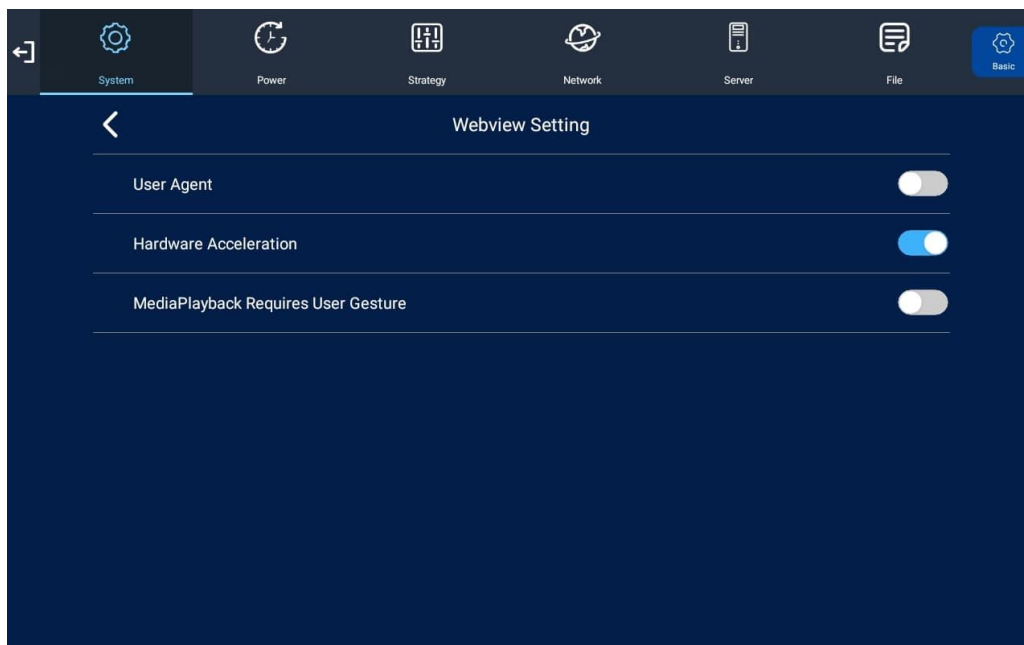 System
Power
Strategy
Network
Server
File
Basic
Webview Setting
User Agent
Hardware Acceleration
MediaPlayback Requires User Gesture